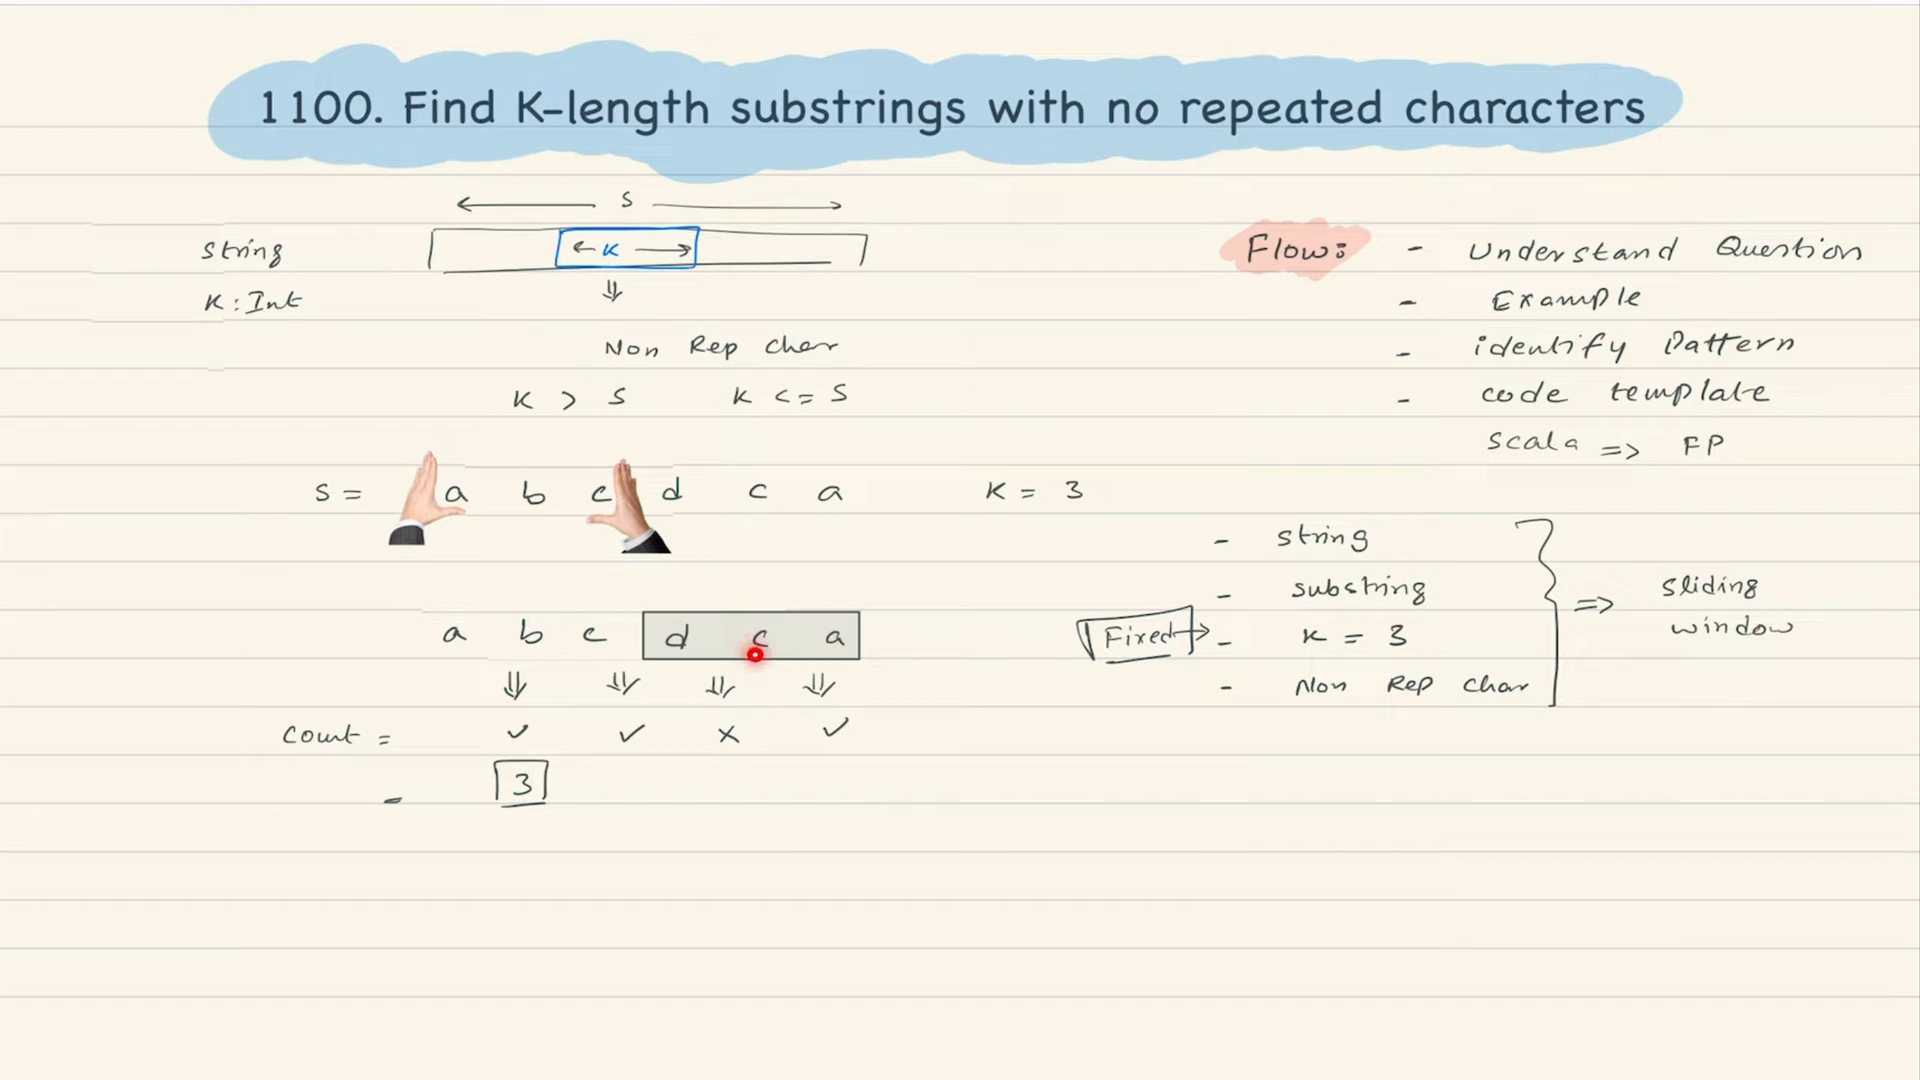 1100. Find K-length substrings with no repeated characters
S
String
K
K : Int
Non Rep Char
K > S K <= S
Flow:
- Understand Question
- Example
- identify Pattern
- code template
Scala => FP
S = a b c d c a K = 3
a b c d c a
Count = ✓ ✓ x ✓
= 3
- string
- substring
Fixed → - K = 3
- Non Rep Char
=> sliding
window